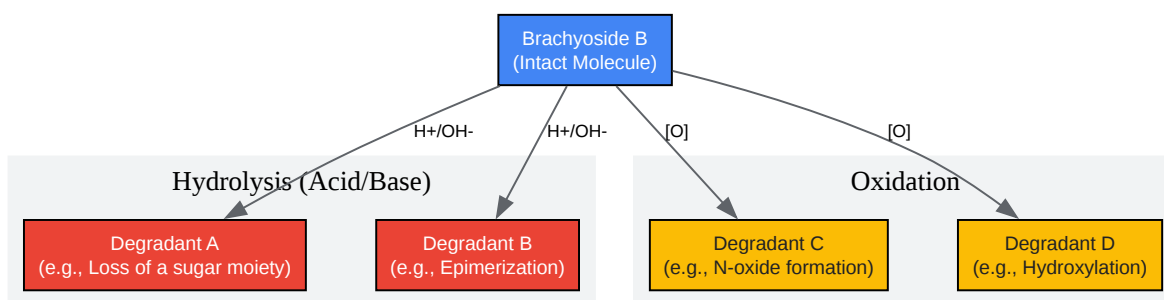 Brachyoside B
(Intact Molecule)
H+/OH-
H+/OH-
[O]
[O]
Hydrolysis (Acid/Base)
Oxidation
Degradant A
(e.g., Loss of a sugar moiety)
Degradant B
(e.g., Epimerization)
Degradant C
(e.g., N-oxide formation)
Degradant D
(e.g., Hydroxylation)